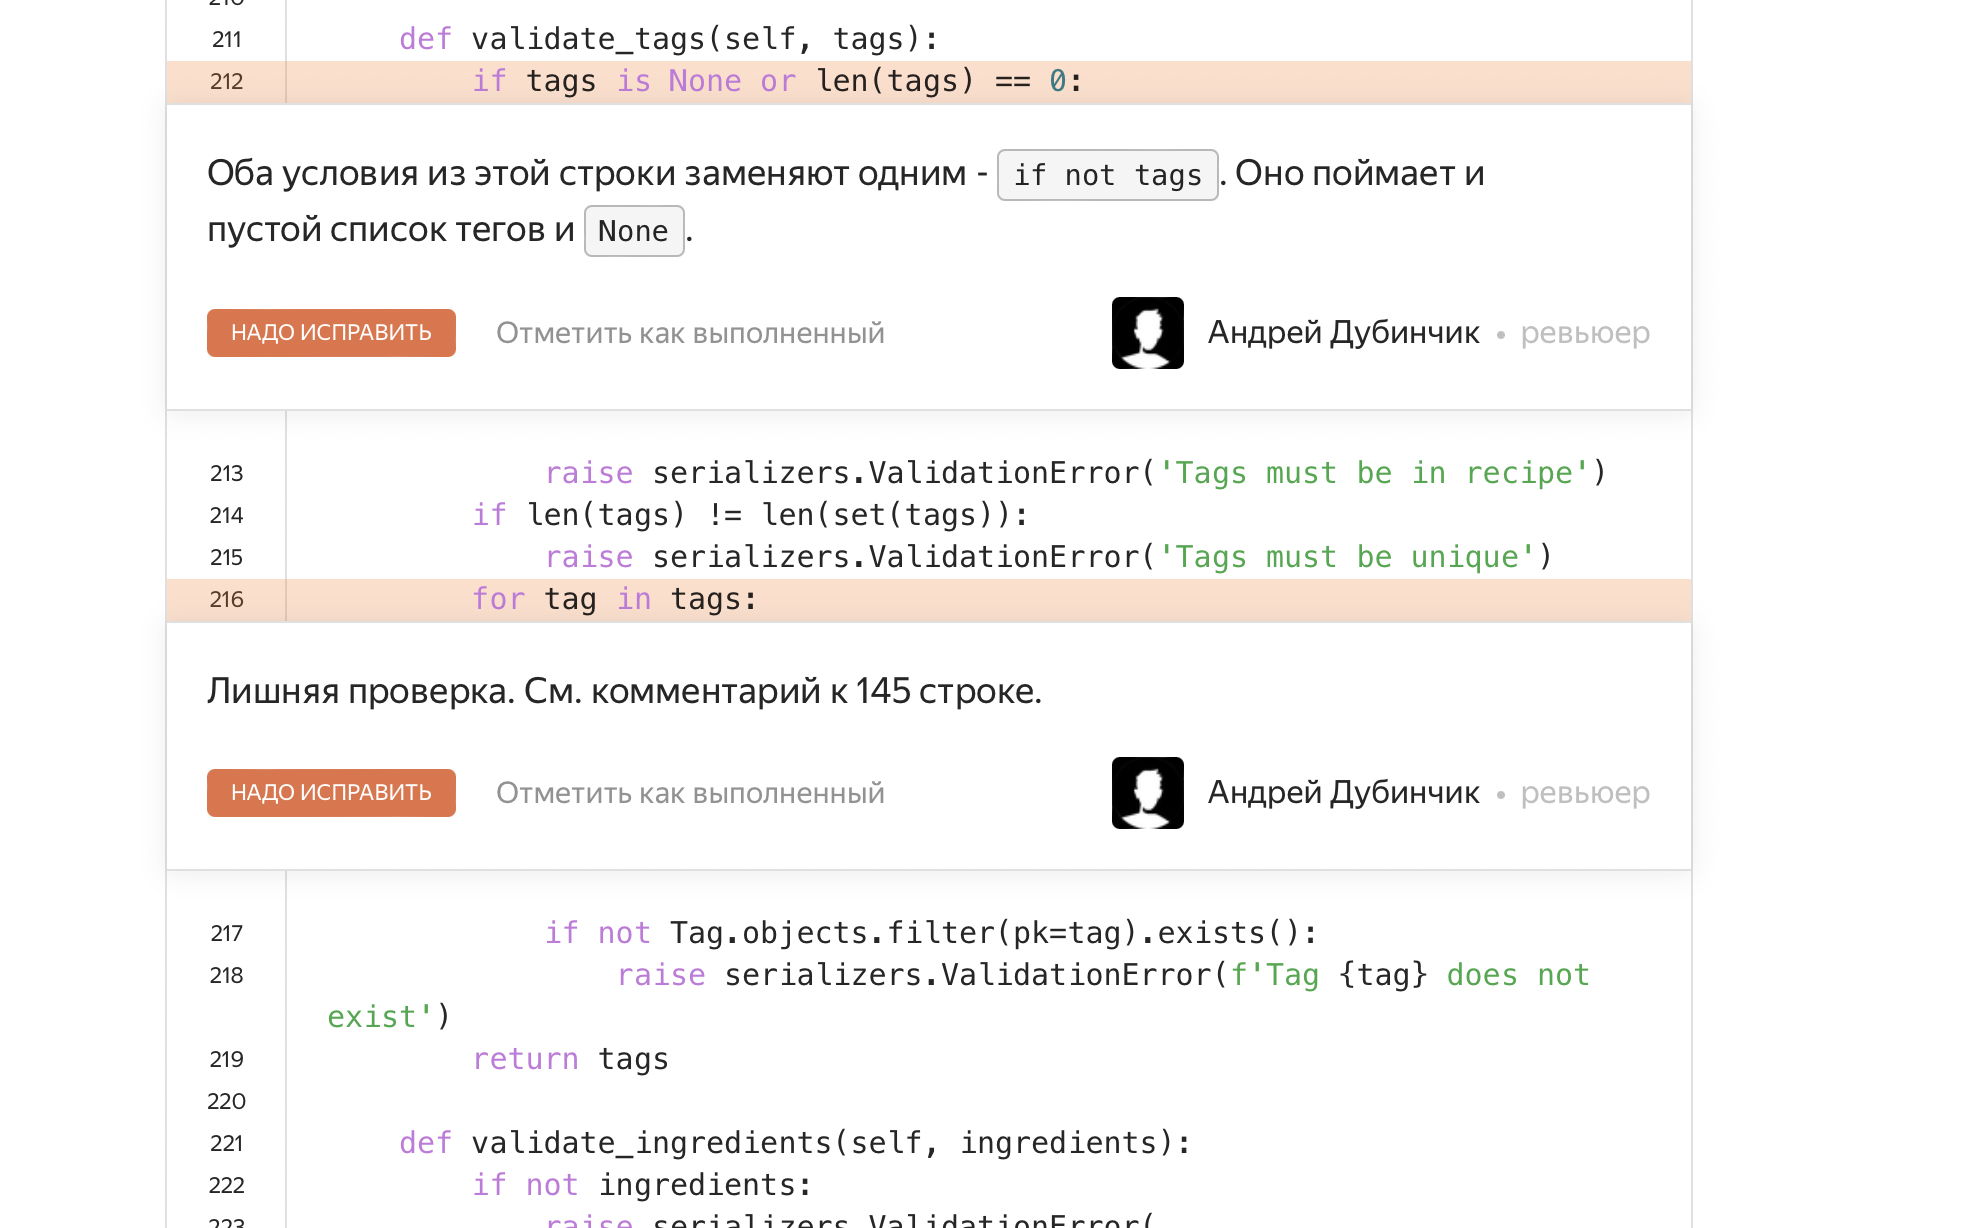 210
211 def validate_tags(self, tags):
212 if tags is None or len(tags) == 0:
Оба условия из этой строки заменяют одним - if not tags. Оно поймает и
пустой список тегов и None.
НАДО ИСПРАВИТЬ Отметить как выполненный Андрей Дубинчик • ревьюер
213 raise serializers.ValidationError('Tags must be in recipe')
214 if len(tags) != len(set(tags)):
215 raise serializers.ValidationError('Tags must be unique')
216 for tag in tags:
Лишняя проверка. См. комментарий к 145 строке.
НАДО ИСПРАВИТЬ Отметить как выполненный Андрей Дубинчик • ревьюер
217 if not Tag.objects.filter(pk=tag).exists():
218 raise serializers.ValidationError(f'Tag {tag} does not
exist')
219 return tags
220
221 def validate_ingredients(self, ingredients):
222 if not ingredients:
223 raise serializers.ValidationError(